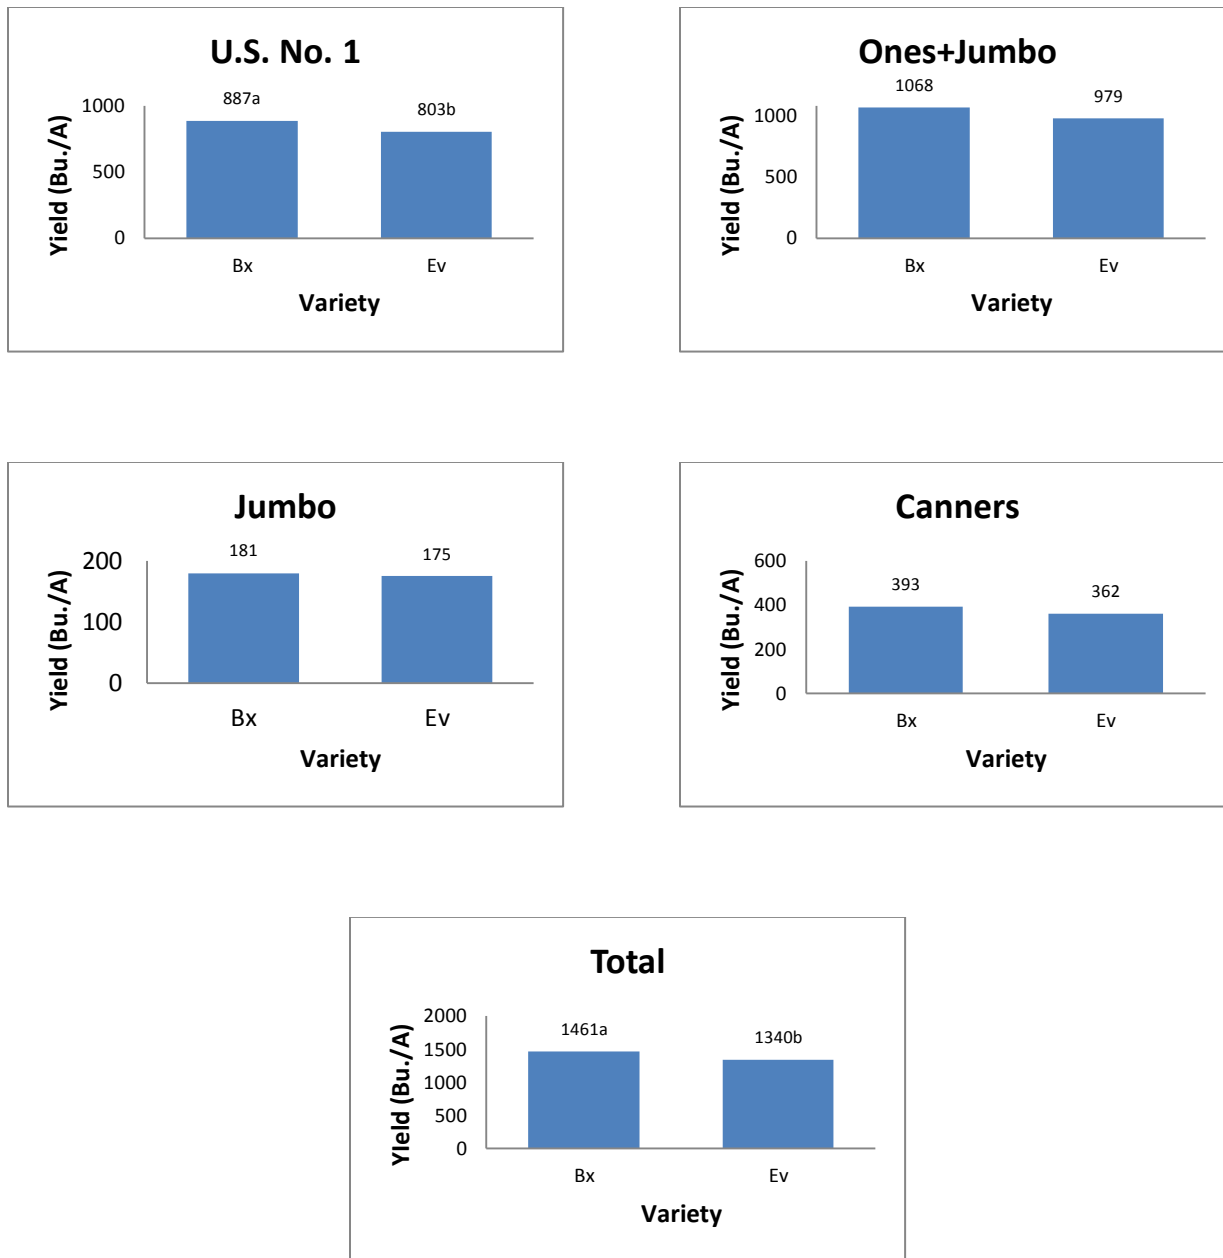 U.S. No. 1
887a
803b
1000
500
0
Yield (Bu./A)
Bx
Ev
Variety
Ones+Jumbo
1068
979
1000
500
0
Yield (Bu./A)
Bx
Ev
Variety
Jumbo
181
175
200
100
0
Yield (Bu./A)
Bx
Ev
Variety
Canners
393
362
600
400
200
0
Yield (Bu./A)
Bx
Ev
Variety
Total
1461a
1340b
2000
1500
1000
500
0
YIeld (Bu./A)
Bx
Ev
Variety